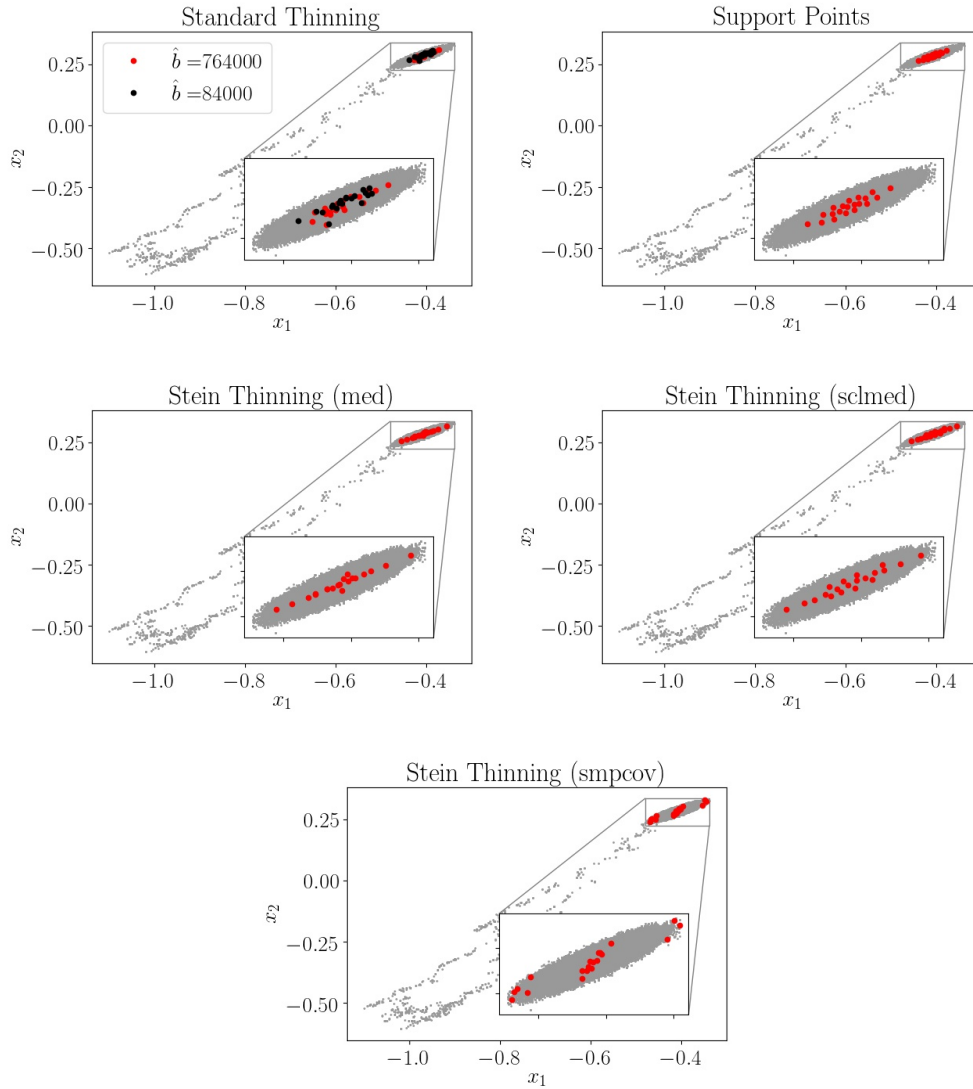 Standard Thinning
0.25
0.00
−0.25
−0.50
x₂
b̂ =764000
b̂ =84000
−1.0
−0.8
−0.6
−0.4
x₁
Support Points
0.25
0.00
−0.25
−0.50
x₂
−1.0
−0.8
−0.6
−0.4
x₁
Stein Thinning (med)
0.25
0.00
−0.25
−0.50
x₂
−1.0
−0.8
−0.6
−0.4
x₁
Stein Thinning (sclmed)
0.25
0.00
−0.25
−0.50
x₂
−1.0
−0.8
−0.6
−0.4
x₁
Stein Thinning (smpcov)
0.25
0.00
−0.25
−0.50
x₂
−1.0
−0.8
−0.6
−0.4
x₁